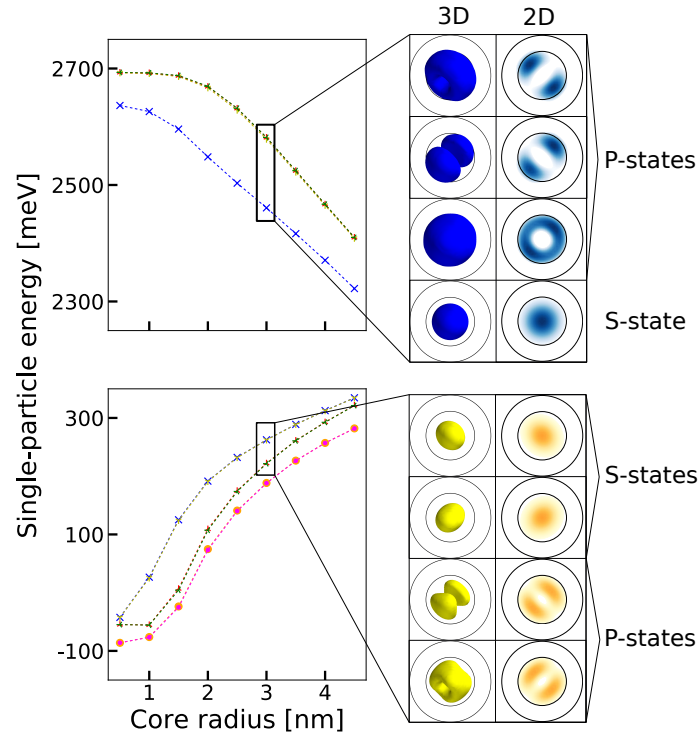 3D 2D
2700
2500
2300
P-states
S-state
Single-particle energy [meV]
300
100
-100
1 2 3 4
Core radius [nm]
S-states
P-states